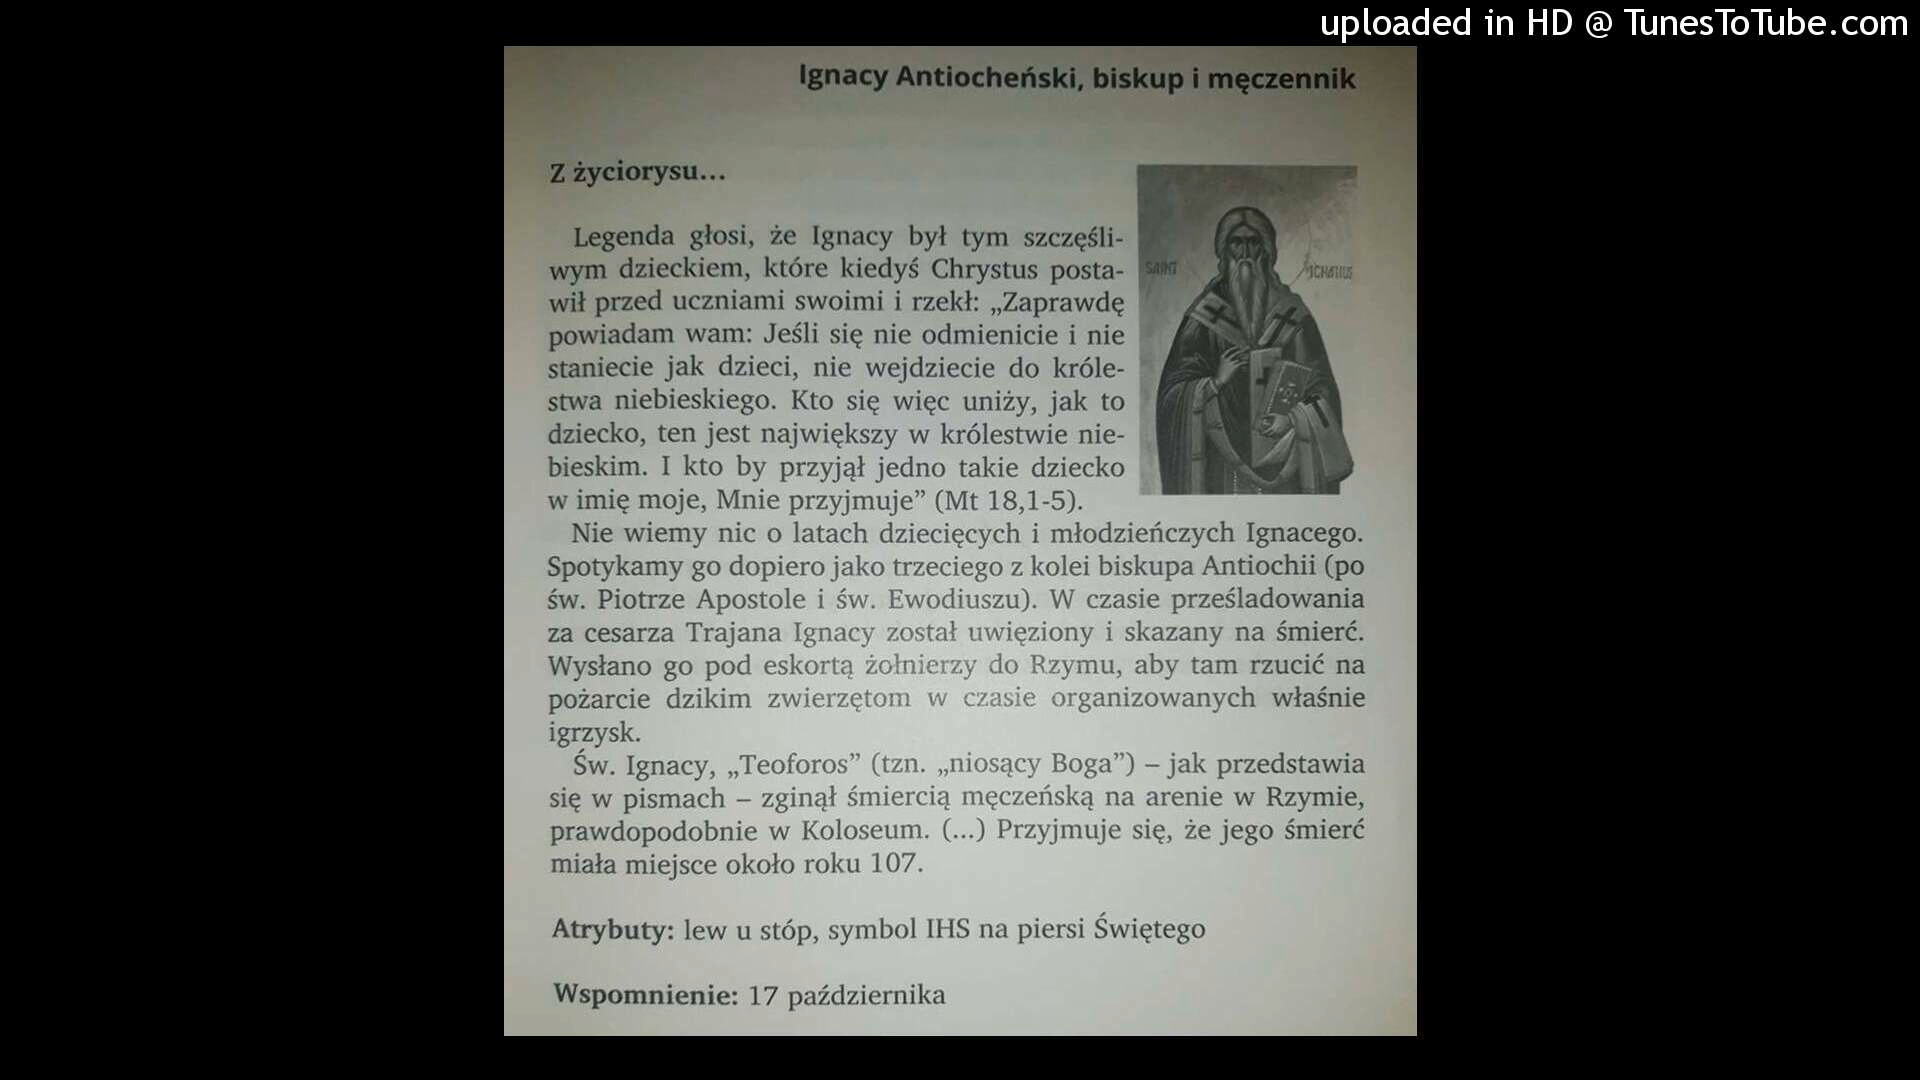 uploaded in HD @ TunesToTube.com
Ignacy Antiocheński, biskup i męczennik
Z życiorysu...
Legenda głosi, że Ignacy był tym szczęśli-
wym dzieckiem, które kiedyś Chrystus posta-
wił przed uczniami swoimi i rzekł: „Zaprawdę
powiadam wam: Jeśli się nie odmienicie i nie
staniecie jak dzieci, nie wejdziecie do króle-
stwa niebieskiego. Kto się więc uniży, jak to
dziecko, ten jest największy w królestwie nie-
bieskim. I kto by przyjął jedno takie dziecko
w imię moje, Mnie przyjmuje” (Mt 18,1-5).
SAINT IGNATIUS
Nie wiemy nic o latach dziecięcych i młodzieńczych Ignacego.
Spotykamy go dopiero jako trzeciego z kolei biskupa Antiochii (po
św. Piotrze Apostole i św. Ewodiuszu). W czasie prześladowania
za cesarza Trajana Ignacy został uwięziony i skazany na śmierć.
Wysłano go pod eskortą żołnierzy do Rzymu, aby tam rzucić na
pożarcie dzikim zwierzętom w czasie organizowanych właśnie
igrzysk.
Św. Ignacy, „Teoforos” (tzn. „niosący Boga”) – jak przedstawia
się w pismach – zginął śmiercią męczeńską na arenie w Rzymie,
prawdopodobnie w Koloseum. (...) Przyjmuje się, że jego śmierć
miała miejsce około roku 107.
Atrybuty: lew u stóp, symbol IHS na piersi Świętego
Wspomnienie: 17 października